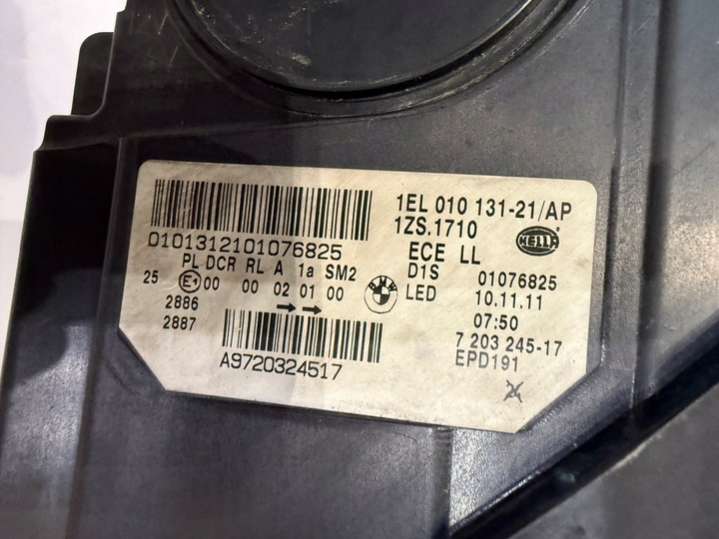 0101312101076825
PL DCR RL A 1a SM2
25 E1 00 00 02 01 00
2886
2887
A9720324517
BMW
1EL 010 131-21/AP
1ZS.1710
ECE LL
HELLA
D1S 01076825
LED 10.11.11
07:50
7 203 245-17
EPD191